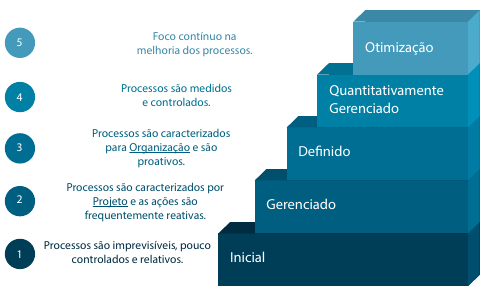 5
Foco contínuo na
melhoria dos processos.
Otimização
4
Processos são medidos
e controlados.
Quantitativamente
Gerenciado
3
Processos são caracterizados
para Organização e são
proativos.
Definido
2
Processos são caracterizados por
Projeto e as ações são
frequentemente reativas.
Gerenciado
1
Processos são imprevisíveis, pouco
controlados e relativos.
Inicial